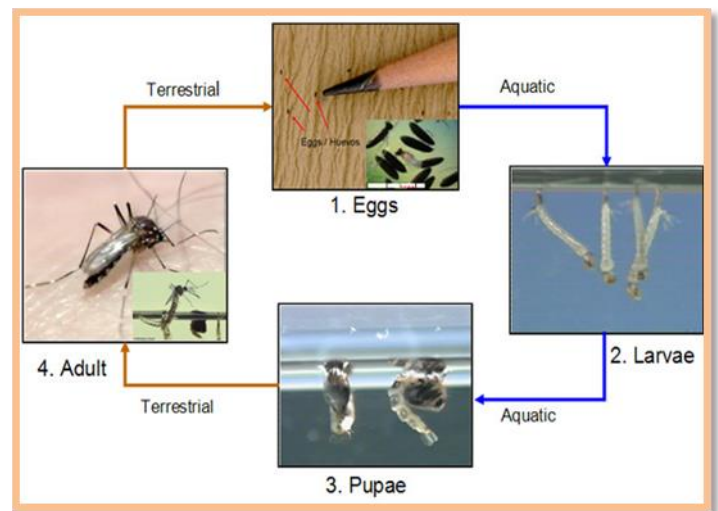 Terrestrial
Aquatic
Eggs / Huevos
1. Eggs
4. Adult
2. Larvae
Terrestrial
Aquatic
3. Pupae